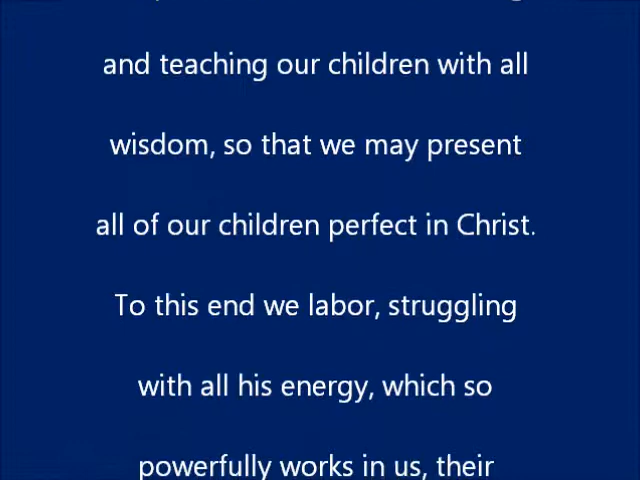 and teaching our children with all
wisdom, so that we may present
all of our children perfect in Christ.
To this end we labor, struggling
with all his energy, which so
powerfully works in us, their